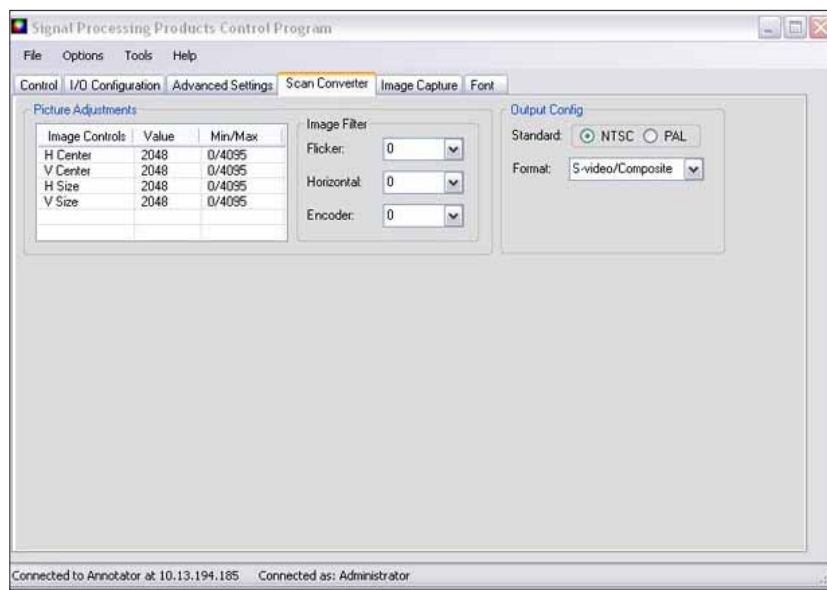 Signal Processing Products Control Program
File Options Tools Help
Control I/O Configuration Advanced Settings Scan Converter Image Capture Font
Picture Adjustments
Image Controls Value Min/Max
H Center 2048 0/4095
V Center 2048 0/4095
H Size 2048 0/4095
V Size 2048 0/4095
Image Filter
Flicker: 0
Horizontal: 0
Encoder: 0
Output Config
Standard: NTSC PAL
Format: S-video/Composite
Connected to Annotator at 10.13.194.185 Connected as: Administrator